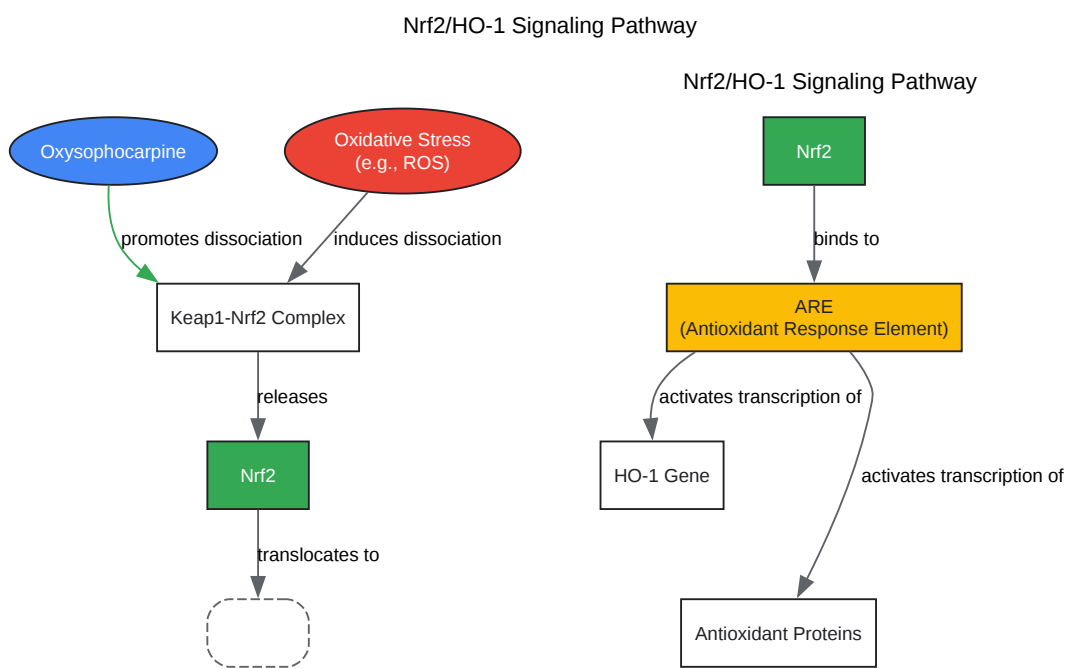 Nrf2/HO-1 Signaling Pathway
Nrf2/HO-1 Signaling Pathway
Oxysophocarpine
Oxidative Stress
(e.g., ROS)
Nrf2
promotes dissociation
induces dissociation
binds to
Keap1-Nrf2 Complex
ARE
(Antioxidant Response Element)
releases
activates transcription of
Nrf2
HO-1 Gene
activates transcription of
translocates to
Antioxidant Proteins